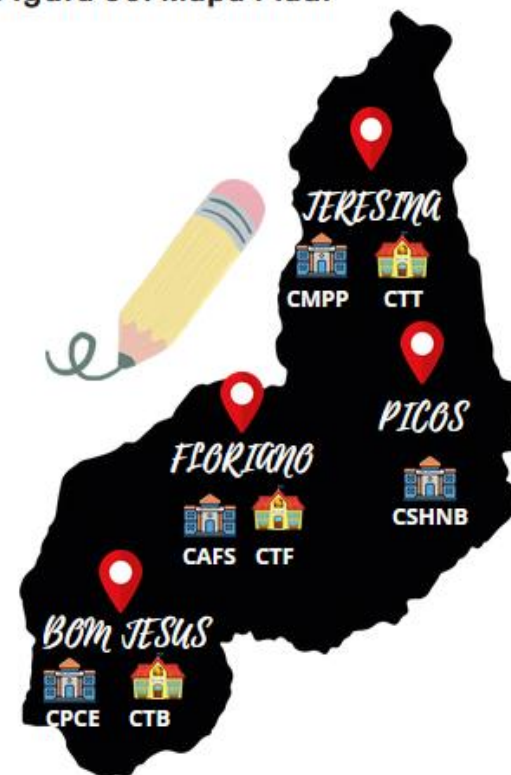 TERESINA
CMPP CTT
PICOS
CSHNB
FLORIANO
CAFS CTF
BOM JESUS
CPCE CTB